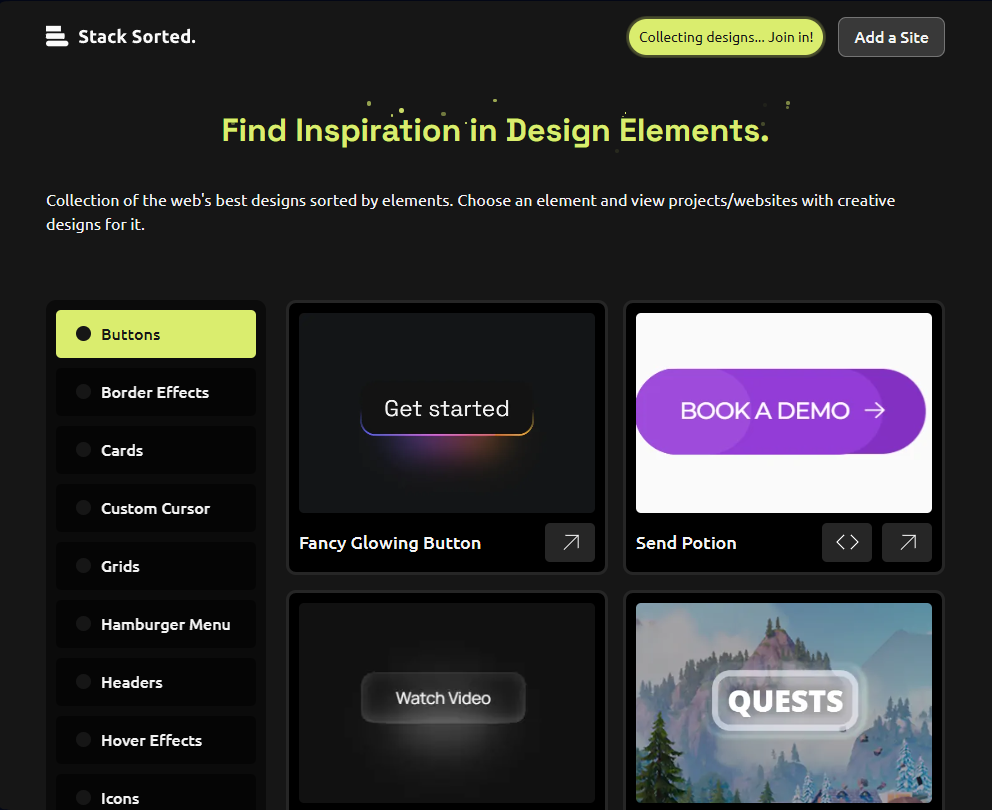 Stack Sorted.
Collecting designs... Join in!
Add a Site
Find Inspiration in Design Elements.
Collection of the web's best designs sorted by elements. Choose an element and view projects/websites with creative
designs for it.
Buttons
Border Effects
Cards
Custom Cursor
Grids
Hamburger Menu
Headers
Hover Effects
Icons
Get started
Fancy Glowing Button
BOOK A DEMO
Send Potion
Watch Video
QUESTS